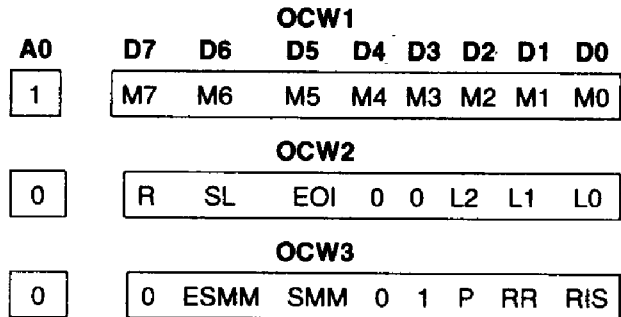 OCW1
A0 D7 D6 D5 D4 D3 D2 D1 D0
1 M7 M6 M5 M4 M3 M2 M1 M0
OCW2
0 R SL EOI 0 0 L2 L1 L0
OCW3
0 0 ESMM SMM 0 1 P RR RIS